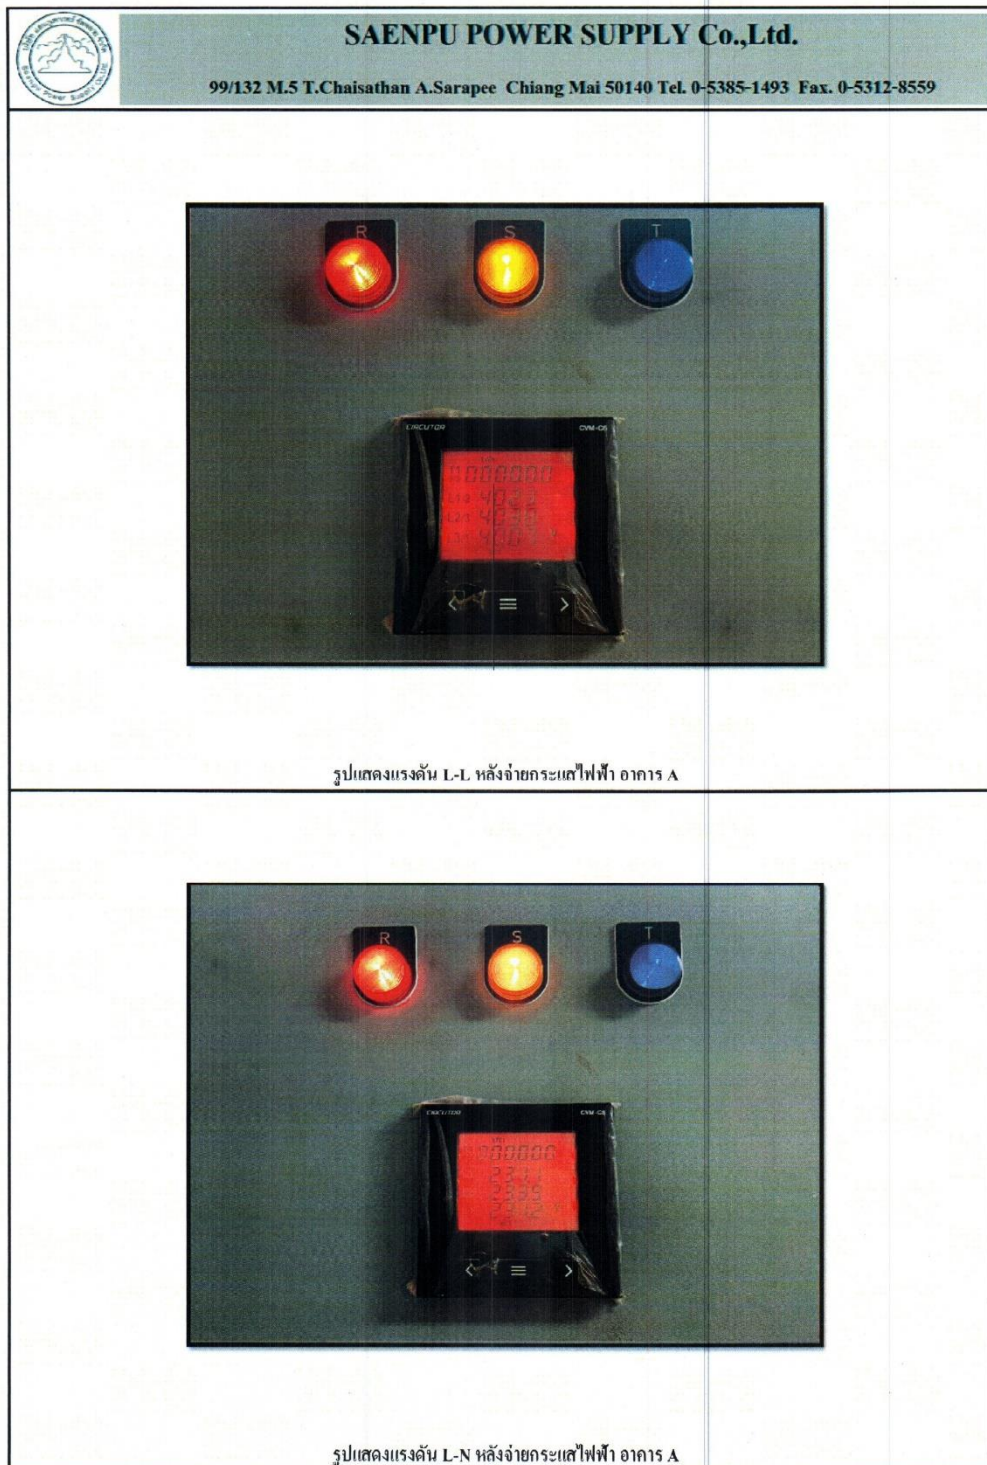 SAENPU POWER SUPPLY Co.,Ltd.
99/132 M.5 T.Chaisathan A.Sarapee Chiang Mai 50140 Tel. 0-5385-1493 Fax. 0-5312-8559
R
S
T
CIRCUTOR
CVM-C5
รูปแสดงแรงดัน L-L หลังจ่ายกระแสไฟฟ้า อาคาร A
R
S
T
CIRCUTOR
CVM-C5
รูปแสดงแรงดัน L-N หลังจ่ายกระแสไฟฟ้า อาคาร A